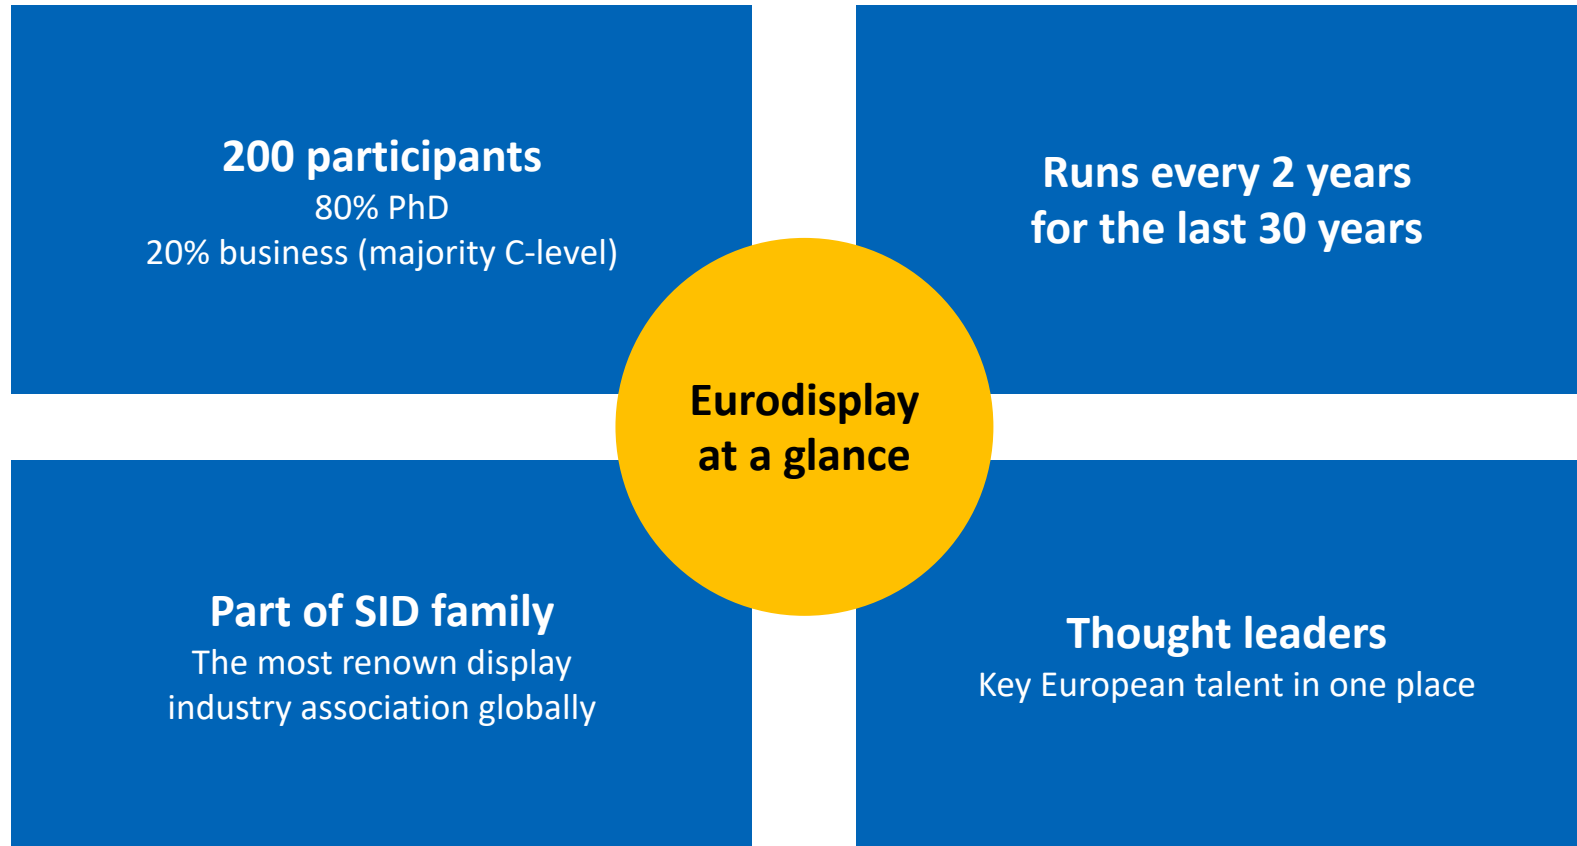 200 participants
80% PhD
20% business (majority C-level)
Runs every 2 years
for the last 30 years
Eurodisplay
at a glance
Part of SID family
The most renown display
industry association globally
Thought leaders
Key European talent in one place